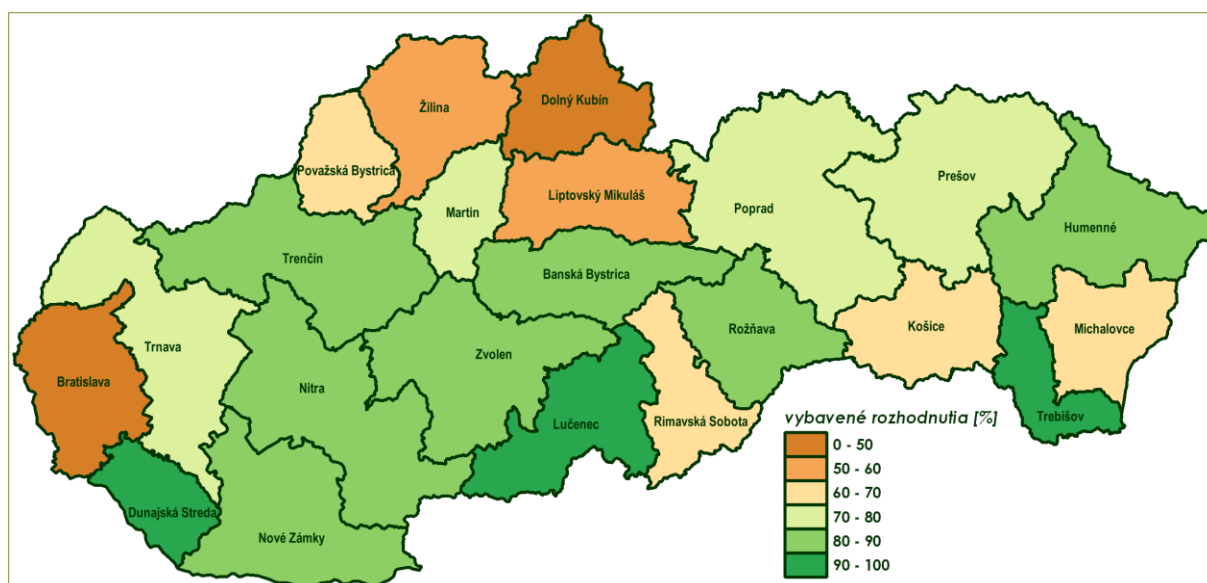 Žilina
Dolný Kubín
Považská Bystrica
Liptovský Mikuláš
Martin
Poprad
Prešov
Humenné
Trenčín
Banská Bystrica
Rožňava
Košice
Michalovce
Bratislava
Trnava
Nitra
Zvolen
Lučenec
Rimavská Sobota
Trebišov
Dunajská Streda
Nové Zámky
vybavené rozhodnutia [%]
0 - 50
50 - 60
60 - 70
70 - 80
80 - 90
90 - 100